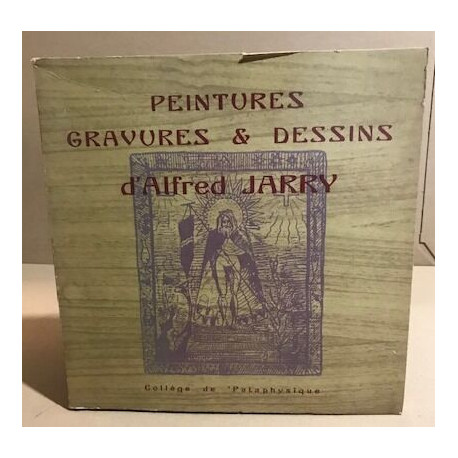 PEINTURES
GRAVURES & DESSINS
d'Alfred JARRY
Collège de 'Pataphysique